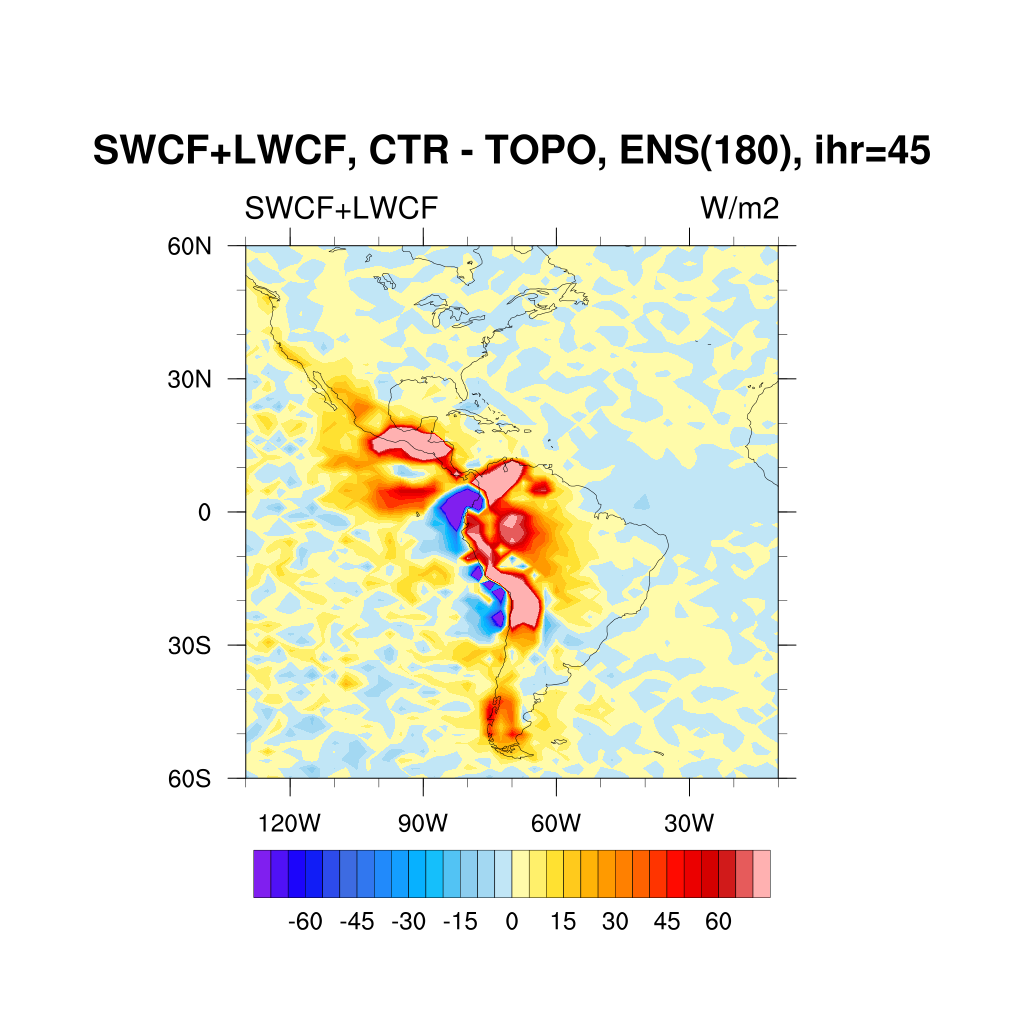 SWCF+LWCF, CTR - TOPO, ENS(180), ihr=45
SWCF+LWCF W/m2
60N
30N
0
30S
60S
120W 90W 60W 30W
-60 -45 -30 -15 0 15 30 45 60